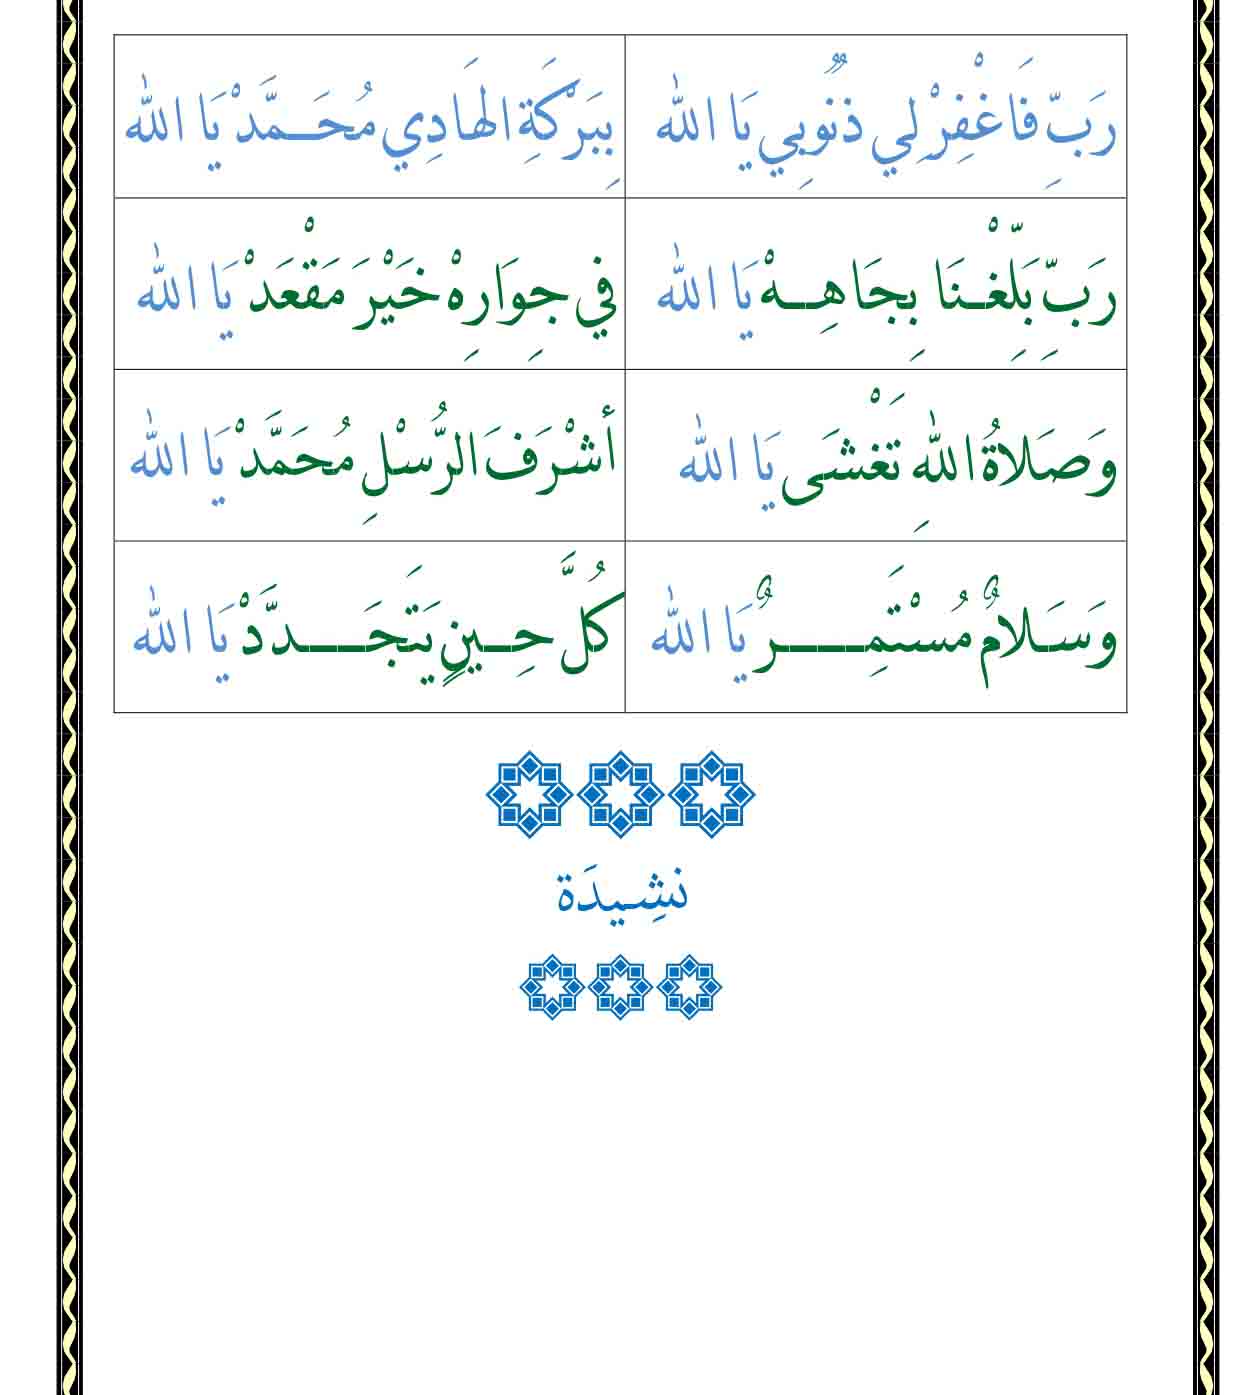 رَبِّ فَاغْفِرْ لِي ذُنُوبِي يَا الله بِبَرَكَةِ الهَادِي مُحَمَّدْ يَا الله
رَبِّ بَلِّغْنَا بِجَاهِهْ يَا الله فِي جِوَارِهْ خَيْرَ مَقْعَدْ يَا الله
وَصَلَاةُ اللهِ تَغْشَى يَا الله أَشْرَفَ الرُّسْلِ مُحَمَّدْ يَا الله
وَسَلَامٌ مُسْتَمِرٌ يَا الله كُلَّ حِينٍ يَتَجَدَّدْ يَا الله
نَشِيدَة